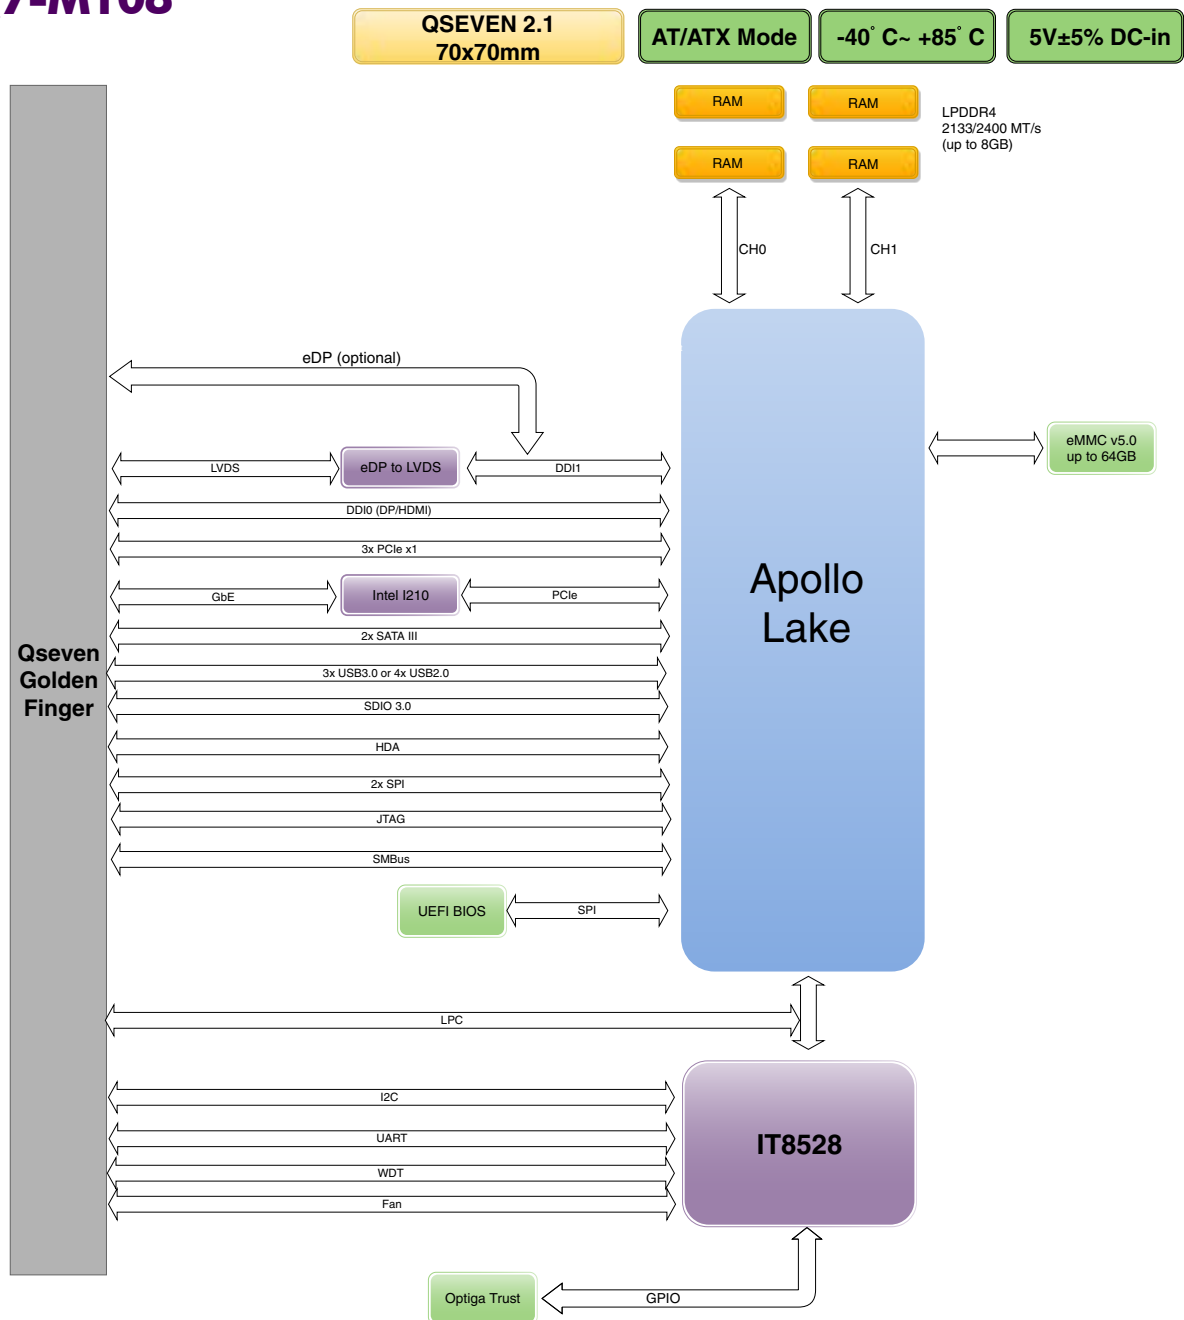 7-M108
QSEVEN 2.1
70x70mm
AT/ATX Mode
-40° C~ +85° C
5V±5% DC-in
RAM
RAM
LPDDR4
2133/2400 MT/s
(up to 8GB)
RAM
RAM
CH0
CH1
eDP (optional)
eMMC v5.0
up to 64GB
LVDS
eDP to LVDS
DDI1
DDI0 (DP/HDMI)
3x PCIe x1
GbE
Intel I210
PCIe
Apollo
Lake
2x SATA III
Qseven
Golden
Finger
3x USB3.0 or 4x USB2.0
SDIO 3.0
HDA
2x SPI
JTAG
SMBus
UEFI BIOS
SPI
LPC
I2C
UART
WDT
Fan
IT8528
Optiga Trust
GPIO